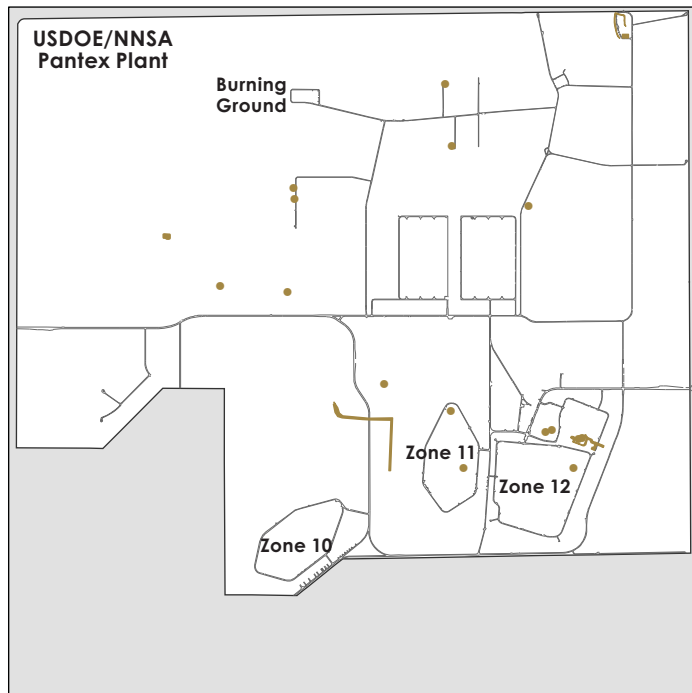 USDOE/NNSA
Pantex Plant
Burning
Ground
Zone 11
Zone 12
Zone 10